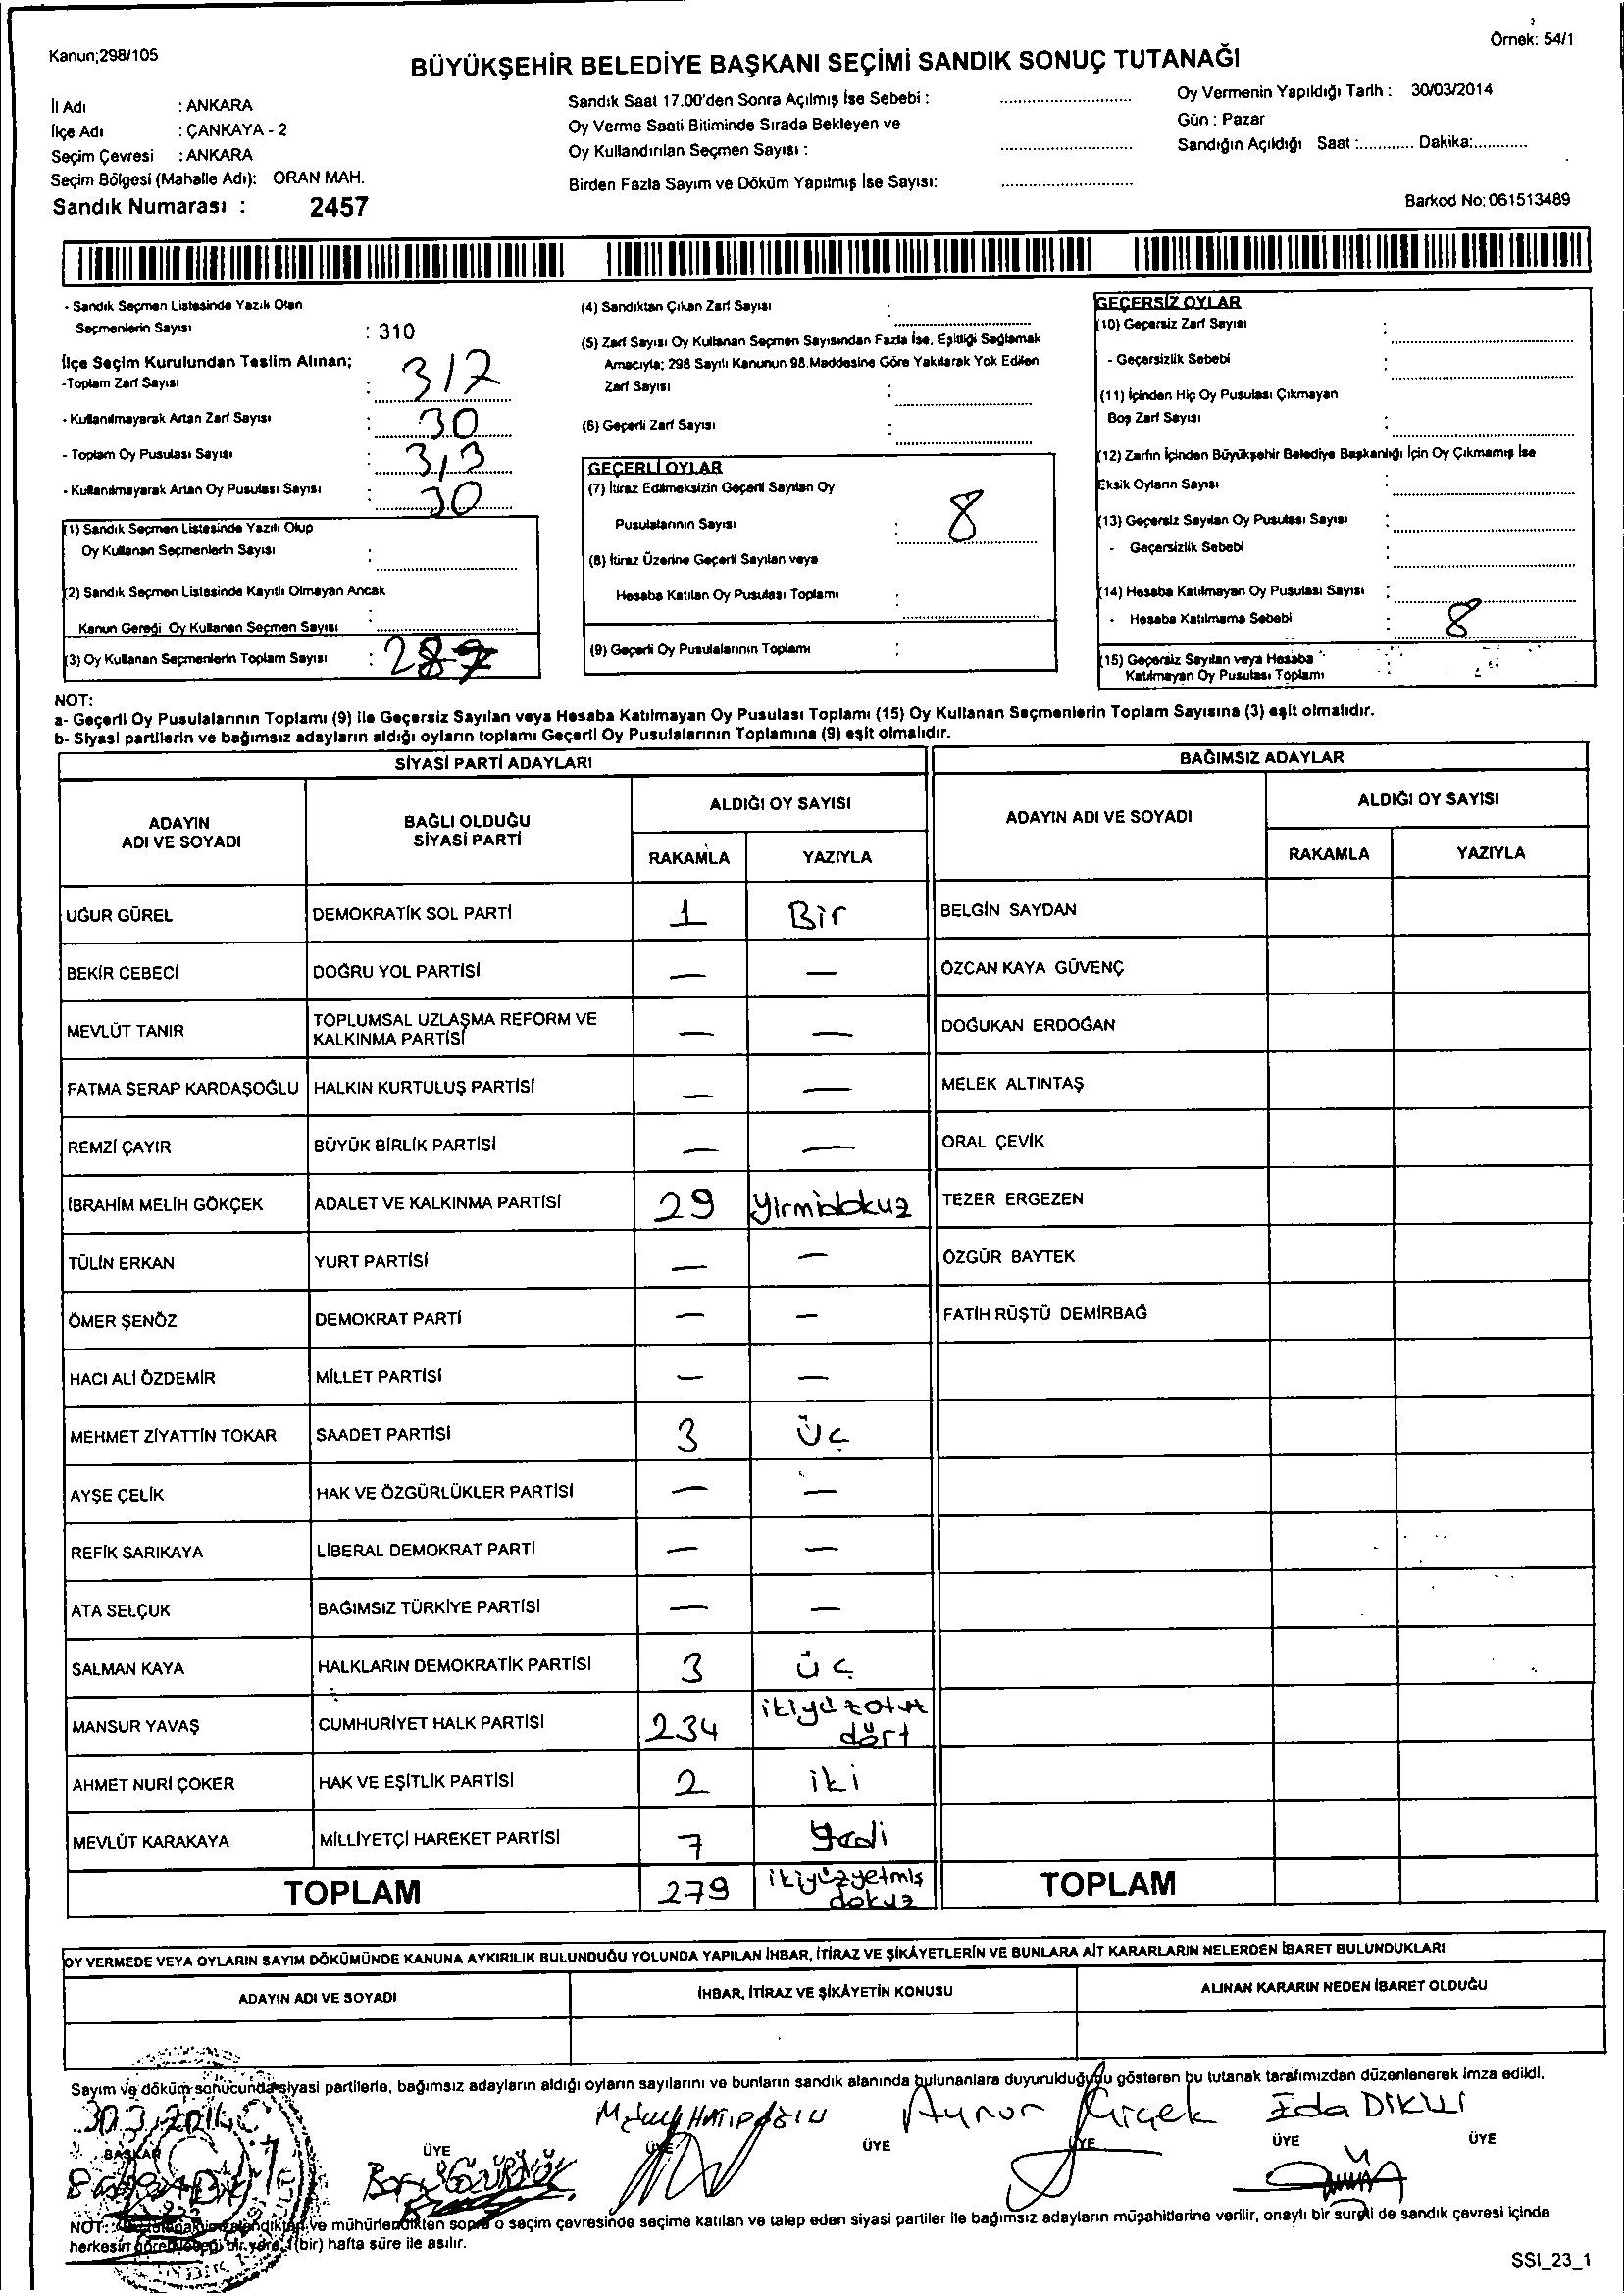 Örnek: 54/1
Kanun;298/105
BÜYÜKŞEHİR BELEDİYE BAŞKANI SEÇİMİ SANDIK SONUÇ TUTANAĞI
İl Adı : ANKARA
İlçe Adı : ÇANKAYA - 2
Seçim Çevresi : ANKARA
Seçim Bölgesi (Mahalle Adı): ORAN MAH.
Sandık Numarası : 2457
Sandık Saat 17.00'den Sonra Açılmış İse Sebebi :
Oy Verme Saati Bitiminde Sırada Bekleyen ve
Oy Kullandırılan Seçmen Sayısı :
Birden Fazla Sayım ve Döküm Yapılmış İse Sayısı:
Oy Vermenin Yapıldığı Tarih : 30/03/2014
Gün : Pazar
Sandığın Açıldığı Saat :............ Dakika:............
Barkod No: 061513489
- Sandık Seçmen Listesinde Yazılı Olan
Seçmenlerin Sayısı : 310
İlçe Seçim Kurulundan Teslim Alınan;
-Toplam Zarf Sayısı : 317
- Kullanılmayarak Artan Zarf Sayısı : 30
- Toplam Oy Pusulası Sayısı : 313
- Kullanılmayarak Artan Oy Pusulası Sayısı : 30
(1) Sandık Seçmen Listesinde Yazılı Olup
Oy Kullanan Seçmenlerin Sayısı :
(2) Sandık Seçmen Listesinde Kayıtlı Olmayan Ancak
Kanun Gereği Oy Kullanan Seçmen Sayısı :
(3) Oy Kullanan Seçmenlerin Toplam Sayısı : 287
(4) Sandıktan Çıkan Zarf Sayısı :
(5) Zarf Sayısı Oy Kullanan Seçmen Sayısından Fazla İse, Eşitliği Sağlamak
Amacıyla; 298 Sayılı Kanunun 98.Maddesine Göre Yakılarak Yok Edilen
Zarf Sayısı :
(6) Geçerli Zarf Sayısı :
GEÇERLİ OYLAR
(7) İtiraz Edilmeksizin Geçerli Sayılan Oy
Pusulalarının Sayısı : 8
(8) İtiraz Üzerine Geçerli Sayılan veya
Hesaba Katılan Oy Pusulası Toplamı :
(9) Geçerli Oy Pusulalarının Toplamı :
GEÇERSİZ OYLAR
(10) Geçersiz Zarf Sayısı :
- Geçersizlik Sebebi :
(11) İçinden Hiç Oy Pusulası Çıkmayan
Boş Zarf Sayısı :
(12) Zarfın İçinden Büyükşehir Belediye Başkanlığı İçin Oy Çıkmamış İse
Eksik Oyların Sayısı :
(13) Geçersiz Sayılan Oy Pusulası Sayısı :
- Geçersizlik Sebebi :
(14) Hesaba Katılmayan Oy Pusulası Sayısı :
- Hesaba Katılmama Sebebi : 8
(15) Geçersiz Sayılan veya Hesaba
Katılmayan Oy Pusulası Toplamı :
NOT:
a- Geçerli Oy Pusulalarının Toplamı (9) ile Geçersiz Sayılan veya Hesaba Katılmayan Oy Pusulası Toplamı (15) Oy Kullanan Seçmenlerin Toplam Sayısına (3) eşit olmalıdır.
b- Siyasi partilerin ve bağımsız adayların aldığı oyların toplamı Geçerli Oy Pusulalarının Toplamına (9) eşit olmalıdır.
SİYASİ PARTİ ADAYLARI
BAĞIMSIZ ADAYLAR
ADAYIN
ADI VE SOYADI
BAĞLI OLDUĞU
SİYASİ PARTİ
ALDIĞI OY SAYISI
RAKAMLA YAZIYLA
ADAYIN ADI VE SOYADI
ALDIĞI OY SAYISI
RAKAMLA YAZIYLA
UĞUR GÜREL DEMOKRATİK SOL PARTİ 1 Bir BELGİN SAYDAN
BEKİR CEBECİ DOĞRU YOL PARTİSİ — — ÖZCAN KAYA GÜVENÇ
MEVLÜT TANIR TOPLUMSAL UZLAŞMA REFORM VE KALKINMA PARTİSİ — — DOĞUKAN ERDOĞAN
FATMA SERAP KARDAŞOĞLU HALKIN KURTULUŞ PARTİSİ — — MELEK ALTINTAŞ
REMZİ ÇAYIR BÜYÜK BİRLİK PARTİSİ — — ORAL ÇEVİK
İBRAHİM MELİH GÖKÇEK ADALET VE KALKINMA PARTİSİ 29 Yirmidokuz TEZER ERGEZEN
TÜLİN ERKAN YURT PARTİSİ — — ÖZGÜR BAYTEK
ÖMER ŞENÖZ DEMOKRAT PARTİ — — FATİH RÜŞTÜ DEMİRBAĞ
HACI ALİ ÖZDEMİR MİLLET PARTİSİ — —
MEHMET ZİYATTİN TOKAR SAADET PARTİSİ 3 Üç
AYŞE ÇELİK HAK VE ÖZGÜRLÜKLER PARTİSİ — —
REFİK SARIKAYA LİBERAL DEMOKRAT PARTİ — —
ATA SELÇUK BAĞIMSIZ TÜRKİYE PARTİSİ — —
SALMAN KAYA HALKLARIN DEMOKRATİK PARTİSİ 3 üç
MANSUR YAVAŞ CUMHURİYET HALK PARTİSİ 234 ikiyüzotuz dört
AHMET NURİ ÇOKER HAK VE EŞİTLİK PARTİSİ 2 iki
MEVLÜT KARAKAYA MİLLİYETÇİ HAREKET PARTİSİ 7 Yedi
TOPLAM 279 ikiyüzyetmiş dokuz TOPLAM
OY VERMEDE VEYA OYLARIN SAYIM DÖKÜMÜNDE KANUNA AYKIRILIK BULUNDUĞU YOLUNDA YAPILAN İHBAR, İTİRAZ VE ŞİKÂYETLERİN VE BUNLARA AİT KARARLARIN NELERDEN İBARET BULUNDUKLARI
ADAYIN ADI VE SOYADI İHBAR, İTİRAZ VE ŞİKÂYETİN KONUSU ALINAN KARARIN NEDEN İBARET OLDUĞU
Sayım ve döküm sonucunda siyasi partilerle, bağımsız adayların aldığı oyların sayılarını ve bunların sandık alanında bulunanlara duyurulduğunu gösteren bu tutanak tarafımızdan düzenlenerek imza edildi.
30.3.2014 Aynur Eda
BAŞKAN ÜYE ÜYE ÜYE ÜYE ÜYE ÜYE
NOT: ve mühürlendikten sonra o seçim çevresinde seçime katılan ve talep eden siyasi partiler ile bağımsız adayların müşahitlerine verilir, onaylı bir sureti de sandık çevresi içinde
herkesin görebileceği bir yere 1(bir) hafta süre ile asılır.
SSI_23_1